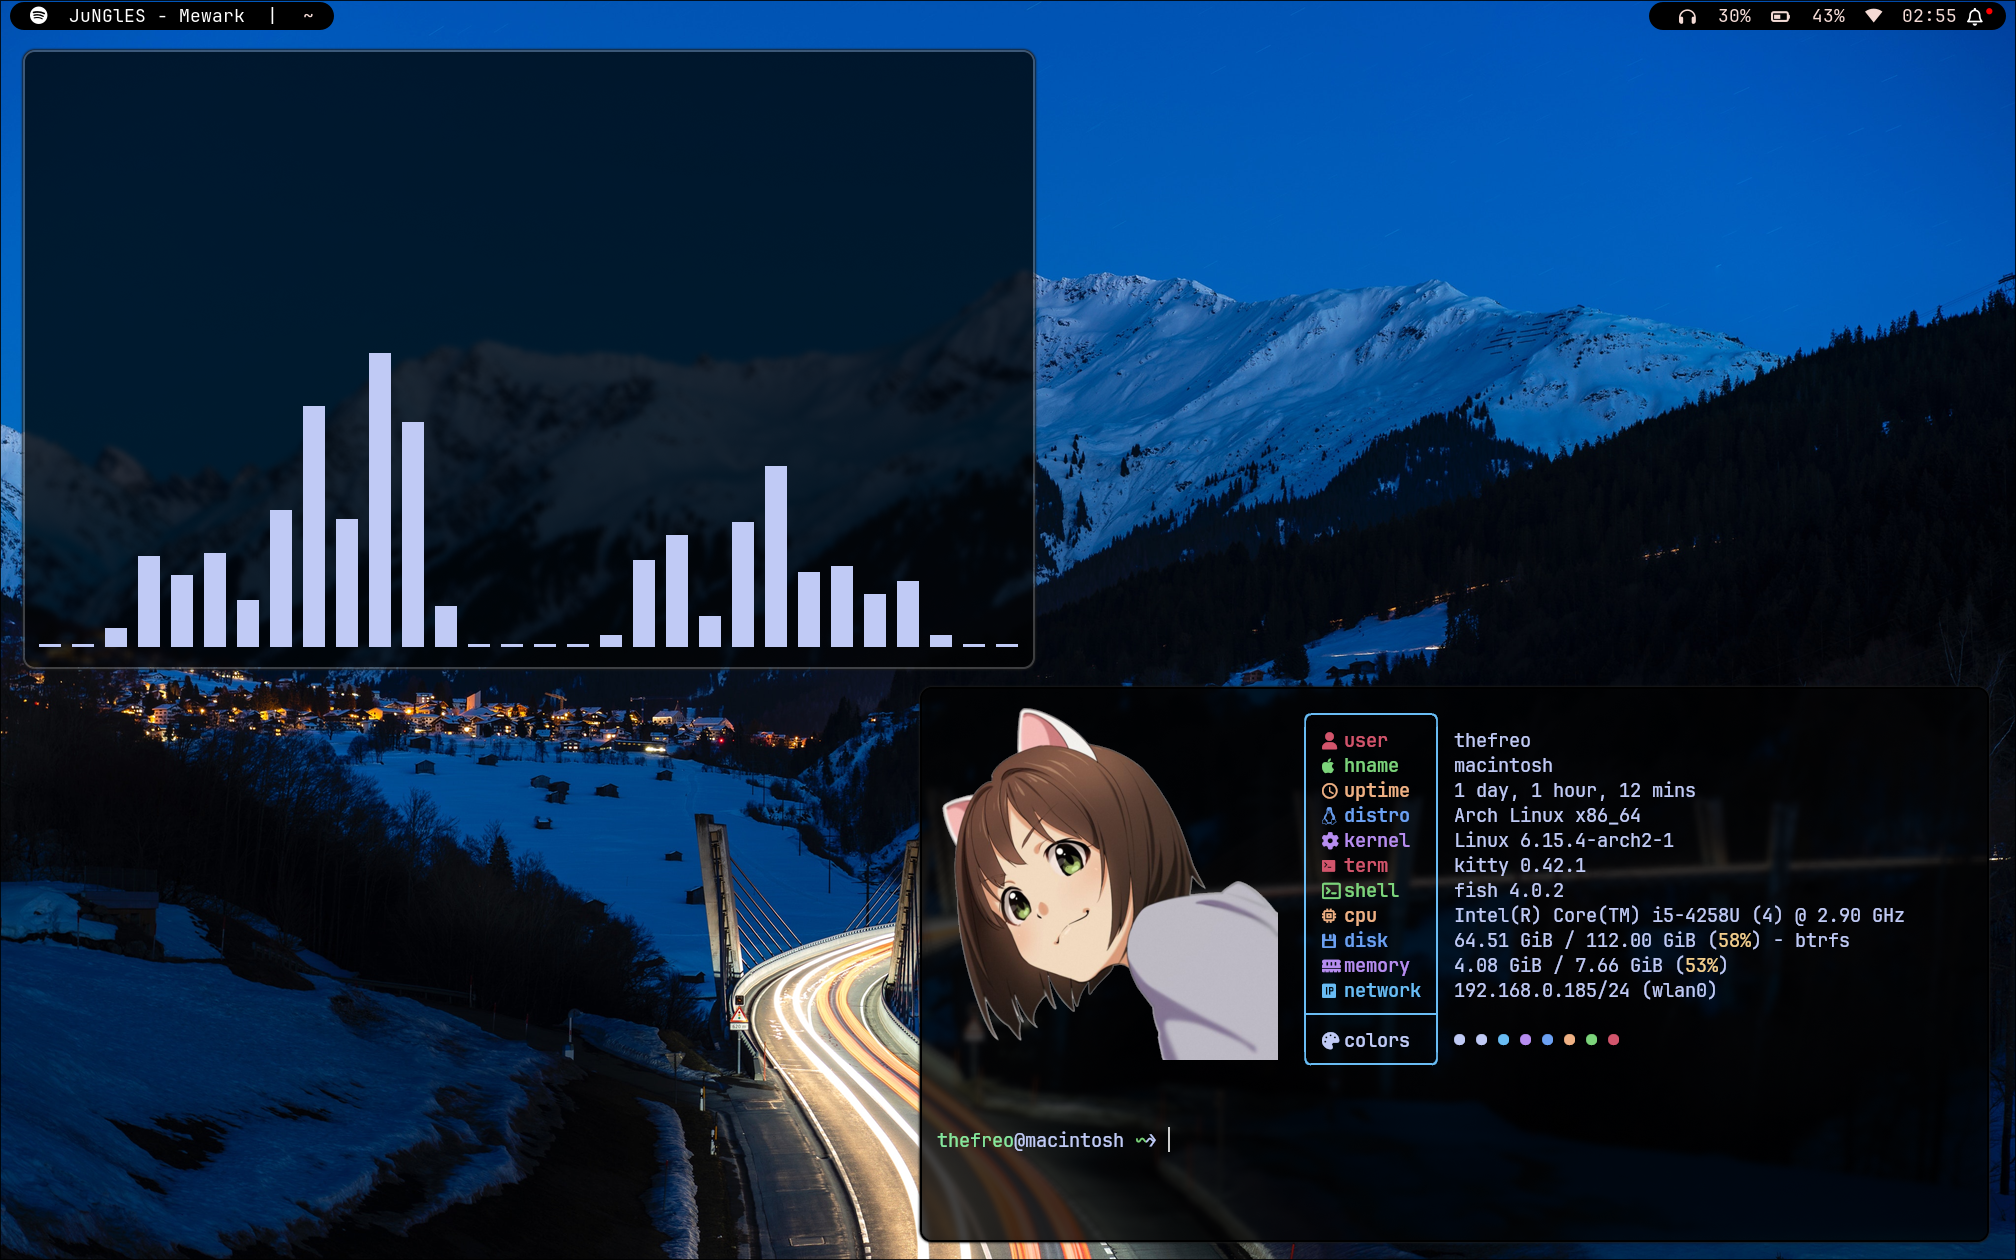 JuNGlES - Mewark | ~
30% 43% 02:55
user thefreo
hname macintosh
uptime 1 day, 1 hour, 12 mins
distro Arch Linux x86_64
kernel Linux 6.15.4-arch2-1
term kitty 0.42.1
shell fish 4.0.2
cpu Intel(R) Core(TM) i5-4258U (4) @ 2.90 GHz
disk 64.51 GiB / 112.00 GiB (58%) - btrfs
memory 4.08 GiB / 7.66 GiB (53%)
network 192.168.0.185/24 (wlan0)
colors
thefreo@macintosh ~>